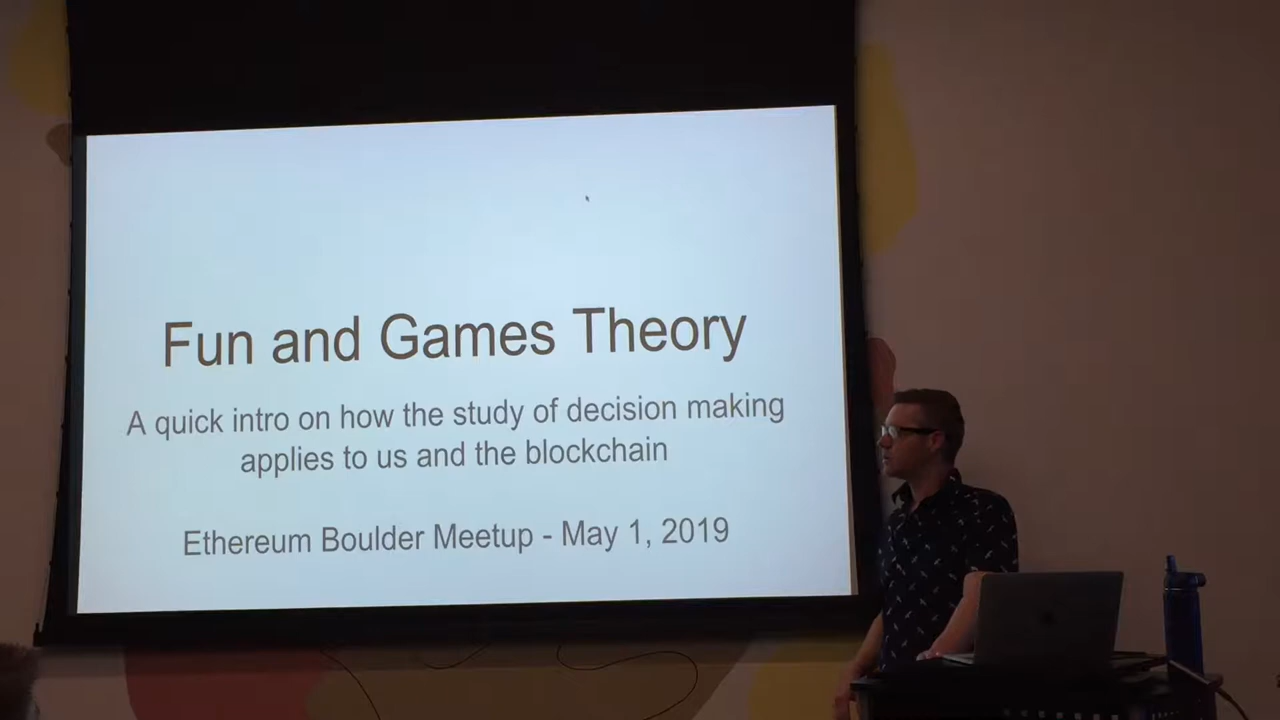 Fun and Games Theory
A quick intro on how the study of decision making
applies to us and the blockchain
Ethereum Boulder Meetup - May 1, 2019